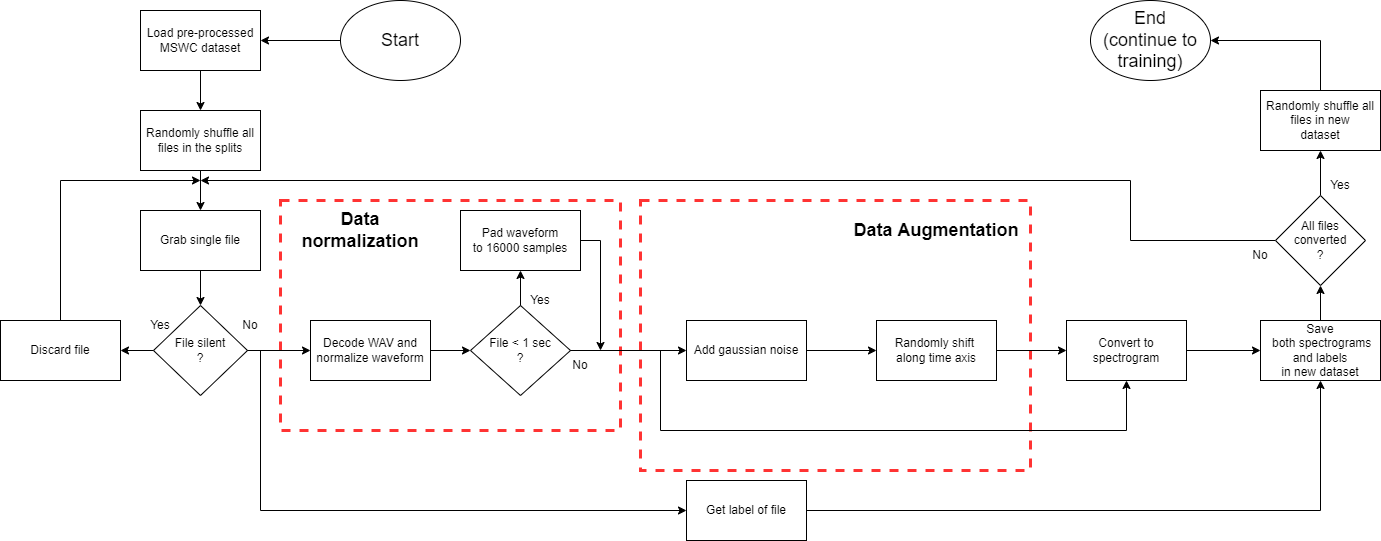 Load pre-processed
MSWC dataset
Start
End
(continue to
training)
Randomly shuffle all
files in the splits
Randomly shuffle all
files in new
dataset
Yes
Grab single file
Data
normalization
Pad waveform
to 16000 samples
Data Augmentation
All files
converted
?
No
Yes
No
Yes
Discard file
File silent
?
Decode WAV and
normalize waveform
File < 1 sec
?
No
Add gaussian noise
Randomly shift
along time axis
Convert to
spectrogram
Save
both spectrograms
and labels
in new dataset
Get label of file